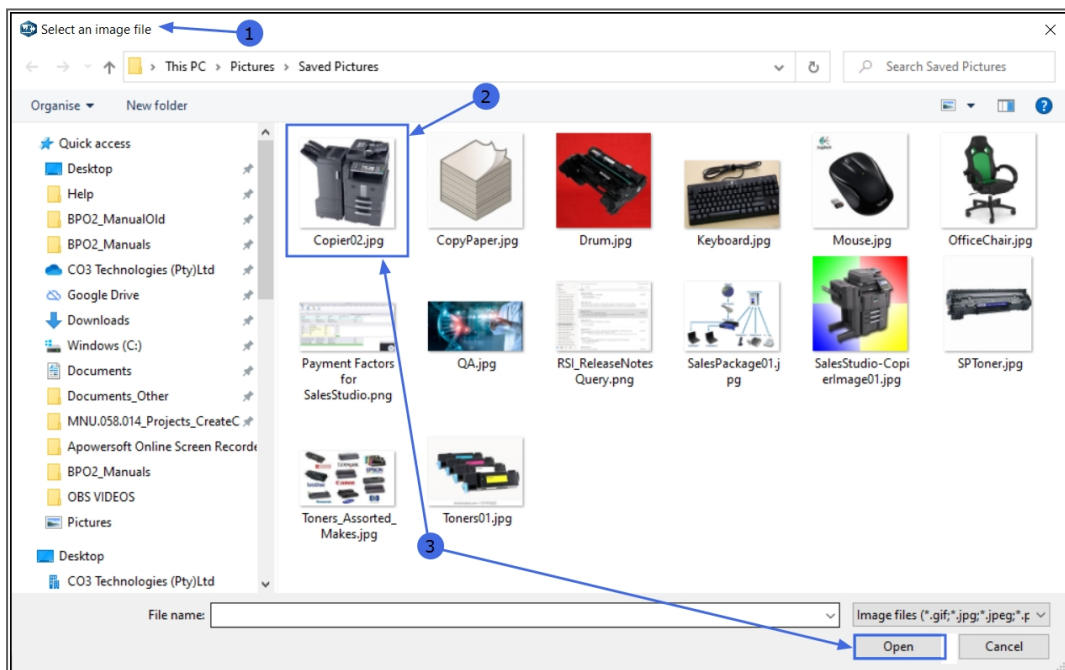 Select an image file
1
This PC > Pictures > Saved Pictures
Search Saved Pictures
Organise
New folder
2
Quick access
Desktop
Help
BPO2_ManualOld
BPO2_Manuals
CO3 Technologies (Pty)Ltd
Google Drive
Downloads
Windows (C:)
Documents
Documents_Other
MNU.058.014_Projects_CreateC
Apowersoft Online Screen Recorde
BPO2_Manuals
OBS VIDEOS
Pictures
Desktop
CO3 Technologies (Pty)Ltd
Copier02.jpg
CopyPaper.jpg
Drum.jpg
Keyboard.jpg
Mouse.jpg
OfficeChair.jpg
Payment Factors
for
SalesStudio.png
QA.jpg
RSI_ReleaseNotes
Query.png
SalesPackage01.j
pg
SalesStudio-Copi
erImage01.jpg
SPToner.jpg
Toners_Assorted_
Makes.jpg
Toners01.jpg
3
File name:
Image files (*.gif;*.jpg;*.jpeg;*.p
Open
Cancel